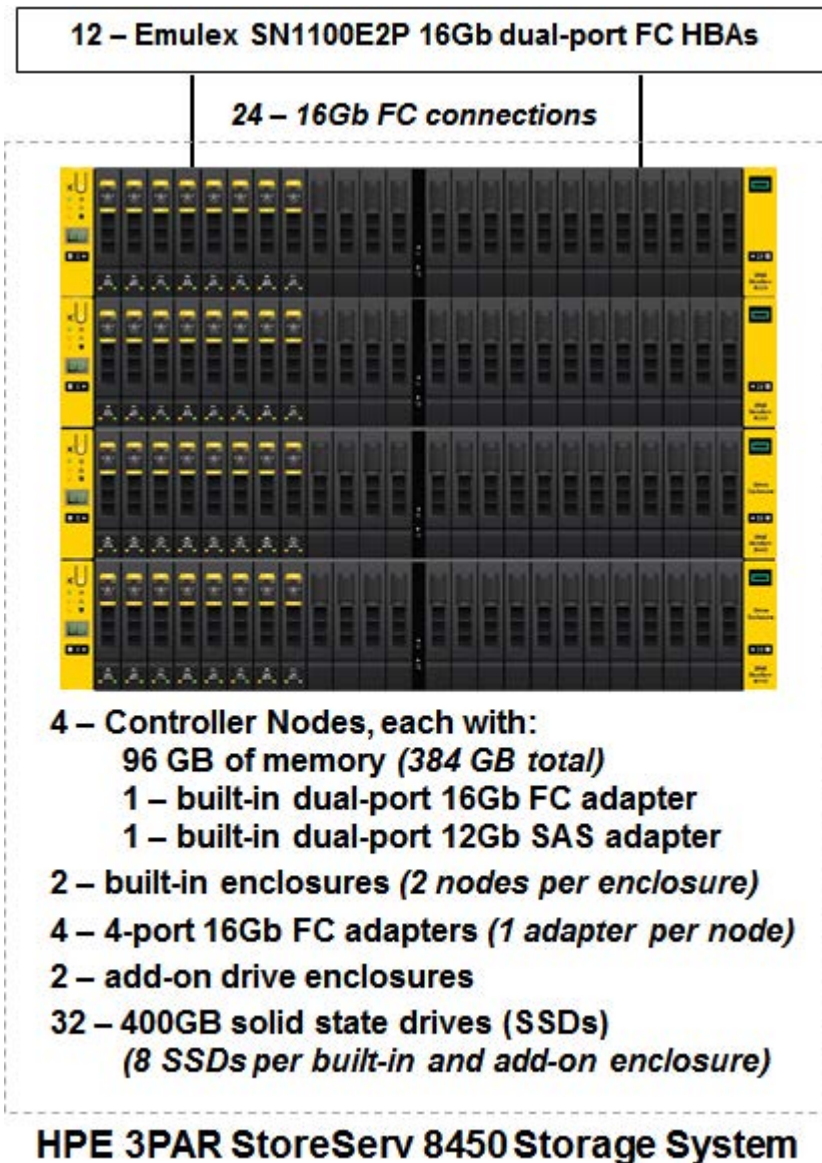 12 – Emulex SN1100E2P 16Gb dual-port FC HBAs
24 – 16Gb FC connections
4 – Controller Nodes, each with:
96 GB of memory (384 GB total)
1 – built-in dual-port 16Gb FC adapter
1 – built-in dual-port 12Gb SAS adapter
2 – built-in enclosures (2 nodes per enclosure)
4 – 4-port 16Gb FC adapters (1 adapter per node)
2 – add-on drive enclosures
32 – 400GB solid state drives (SSDs)
(8 SSDs per built-in and add-on enclosure)
HPE 3PAR StoreServ 8450 Storage System